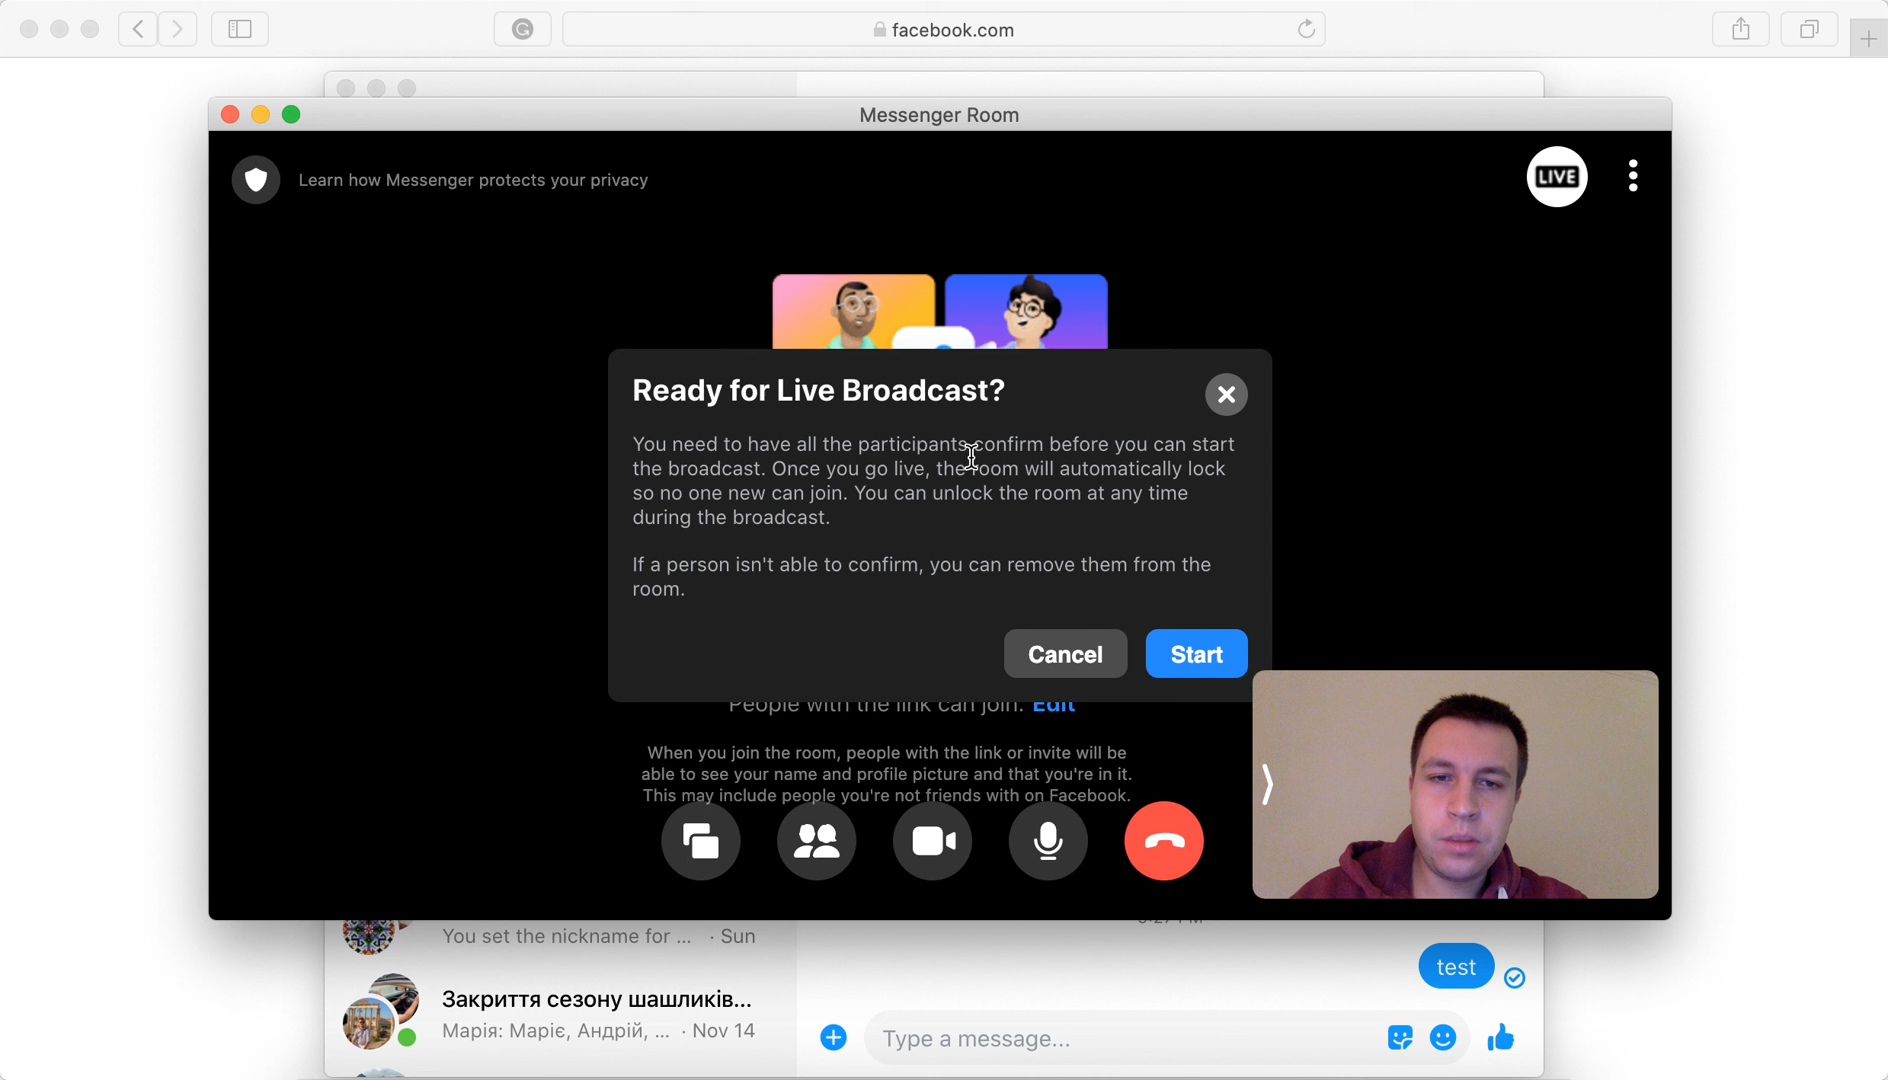 facebook.com
Messenger Room
Learn how Messenger protects your privacy
LIVE
Ready for Live Broadcast?
You need to have all the participants confirm before you can start
the broadcast. Once you go live, the room will automatically lock
so no one new can join. You can unlock the room at any time
during the broadcast.
If a person isn't able to confirm, you can remove them from the
room.
Cancel
Start
People with the link can join. Edit
When you join the room, people with the link or invite will be
able to see your name and profile picture and that you're in it.
This may include people you're not friends with on Facebook.
You set the nickname for ... · Sun
test
Закриття сезону шашликів...
Марія: Маріє, Андрій, ... · Nov 14
Type a message...